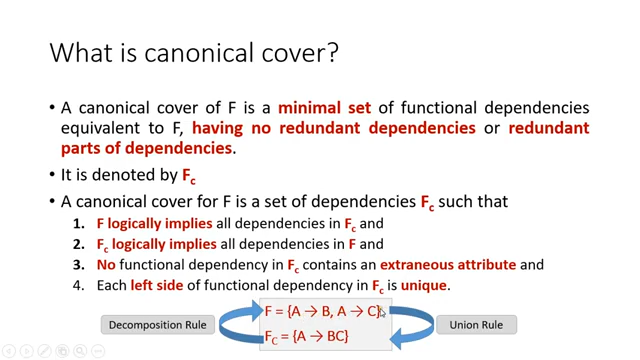 What is canonical cover?
• A canonical cover of F is a minimal set of functional dependencies
equivalent to F, having no redundant dependencies or redundant
parts of dependencies.
• It is denoted by Fc
• A canonical cover for F is a set of dependencies Fc such that
1. F logically implies all dependencies in Fc and
2. Fc logically implies all dependencies in F and
3. No functional dependency in Fc contains an extraneous attribute and
4. Each left side of functional dependency in Fc is unique.
Decomposition Rule
F = {A → B, A → C}
FC = {A → BC}
Union Rule